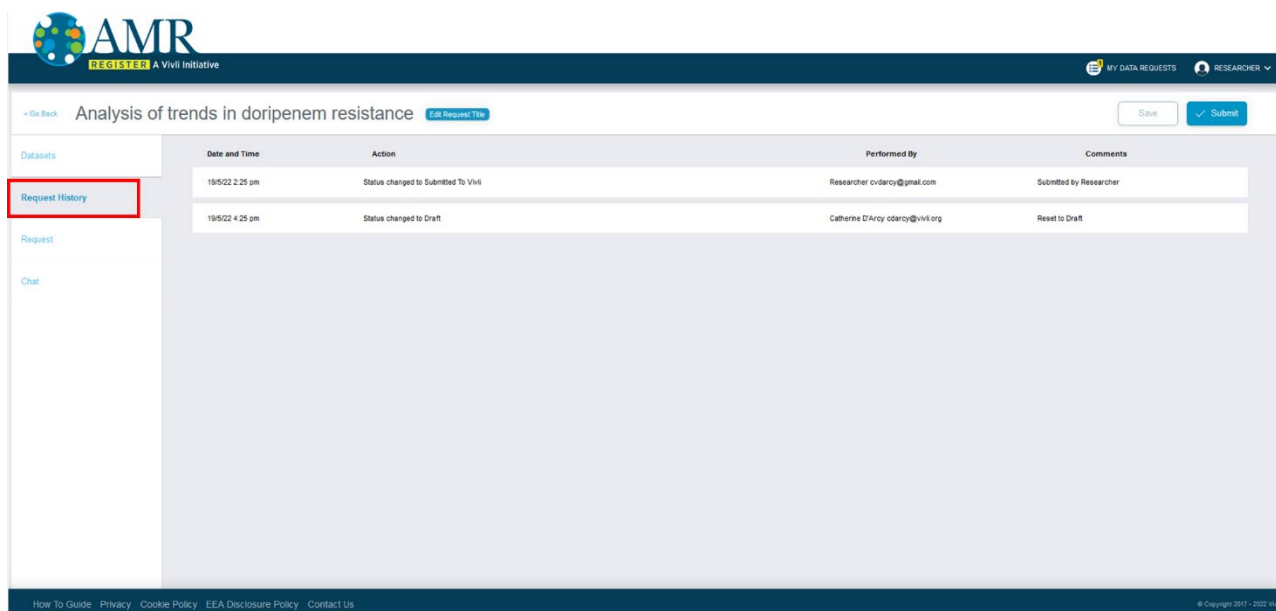 AMR
REGISTER A Vivli Initiative
1
MY DATA REQUESTS RESEARCHER
< Go Back Analysis of trends in doripenem resistance Edit Request Title Save Submit
Datasets
Request History
Request
Chat
Date and Time Action Performed By Comments
19/5/22 2:25 pm Status changed to Submitted To Vivli Researcher cvdarcy@gmail.com Submitted by Researcher
19/5/22 4:25 pm Status changed to Draft Catherine D'Arcy cdarcy@vivli.org Reset to Draft
How To Guide Privacy Cookie Policy EEA Disclosure Policy Contact Us © Copyright 2017 - 2022 Vi